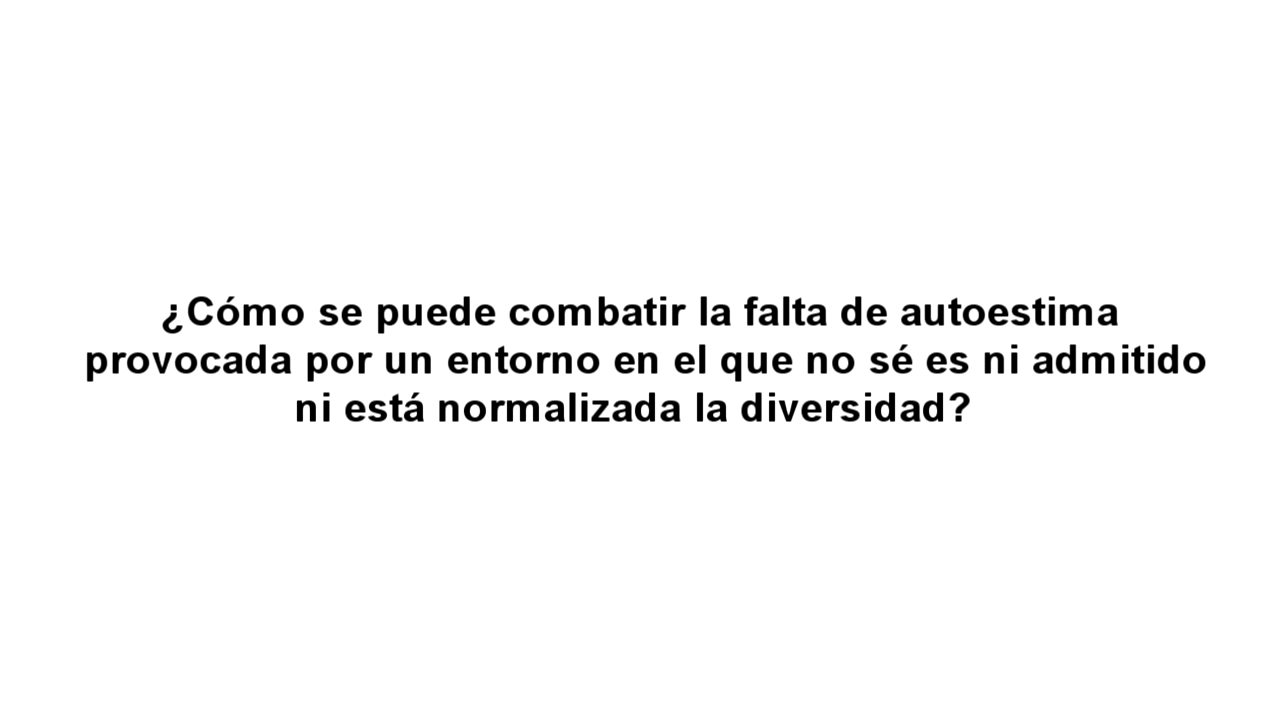 ¿Cómo se puede combatir la falta de autoestima
provocada por un entorno en el que no sé es ni admitido
ni está normalizada la diversidad?